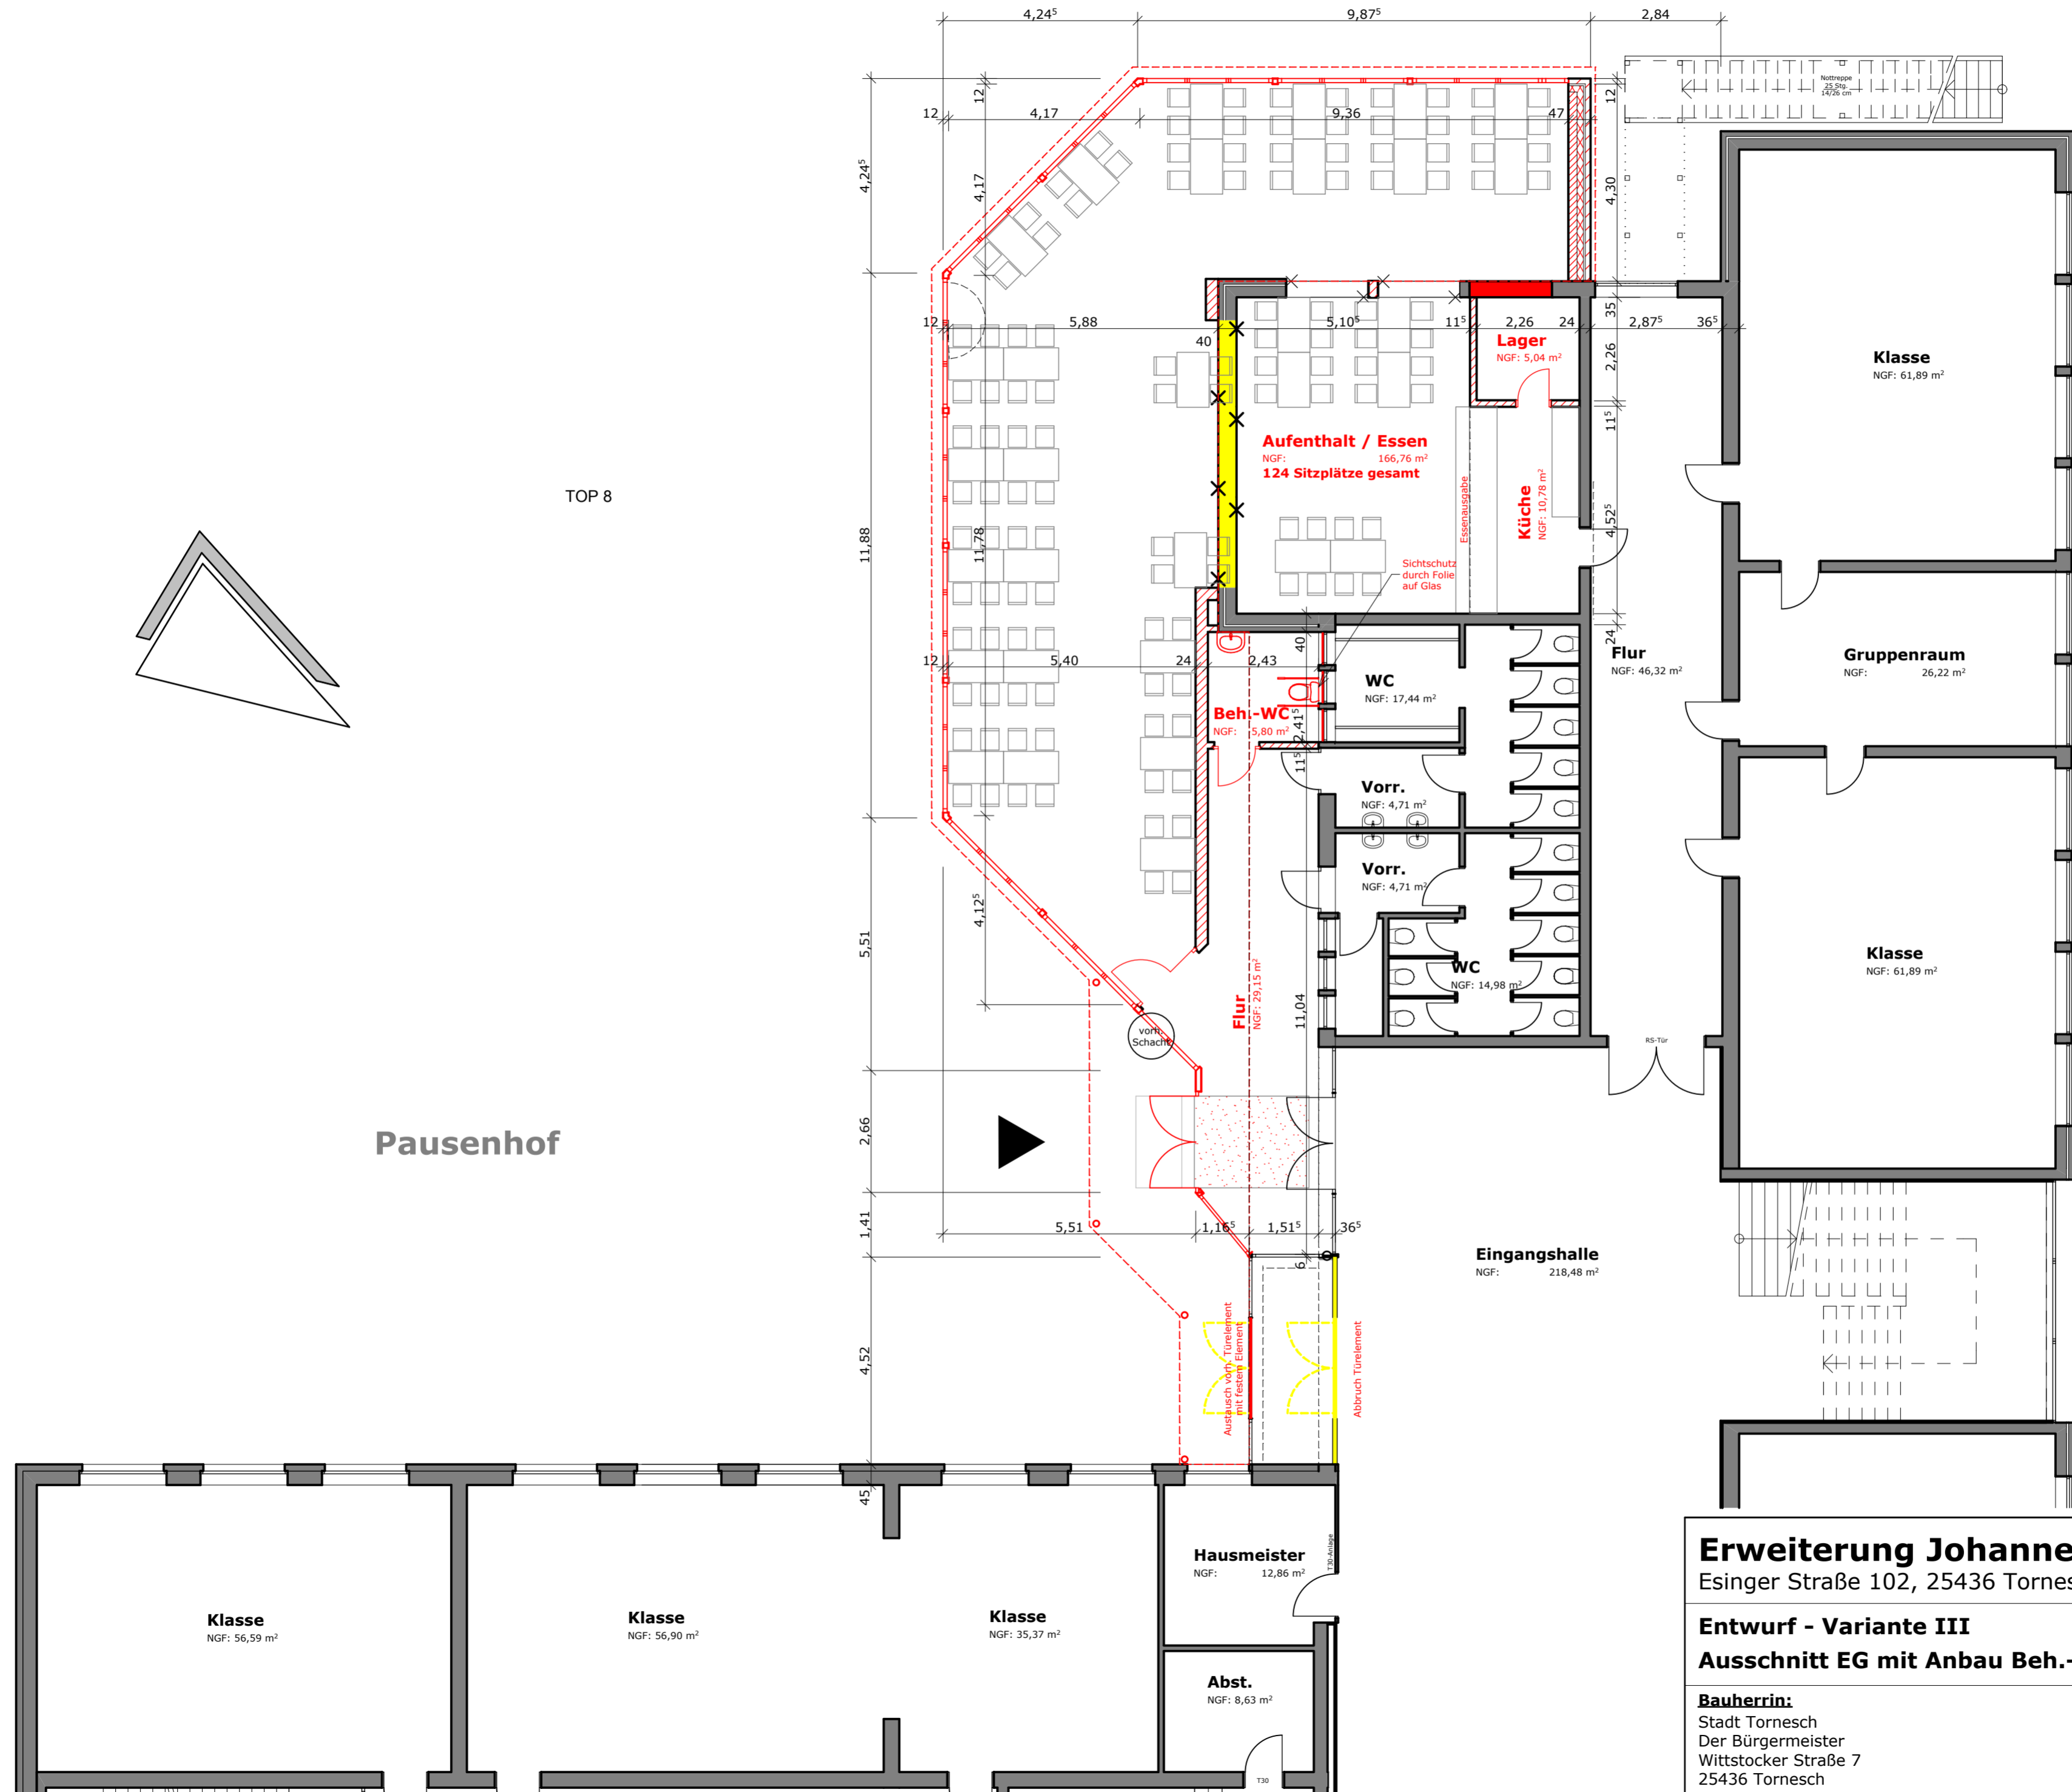 4,24⁵ 9,87⁵ 2,84
Nottreppe
25 Stg.
14/26 cm
12 12
12 4,17 9,36 47
4,24⁵ 4,17 4,30
12 5,88 5,10⁵ 11⁵ 2,26 24 2,87⁵ 36⁵
35
40
Lager
NGF: 5,04 m²
2,26
Klasse
NGF: 61,89 m²
11⁵
Aufenthalt / Essen
NGF: 166,76 m²
124 Sitzplätze gesamt
TOP 8
Essenausgabe
Küche
NGF: 10,78 m²
4,52⁵
11,88 11,78
Sichtschutz
durch Folie
auf Glas
24
Flur
NGF: 46,32 m²
Gruppenraum
NGF: 26,22 m²
40
12 5,40 24 2,43
WC
NGF: 17,44 m²
Beh.-WC
NGF: 5,80 m²
2,41⁵
11⁵
Vorr.
NGF: 4,71 m²
Vorr.
NGF: 4,71 m²
4,12⁵
5,51
Klasse
NGF: 61,89 m²
WC
NGF: 14,98 m²
Flur
NGF: 29,15 m²
11,04
vorh.
Schacht
RS-Tür
Pausenhof
2,66
1,41
5,51 1,16⁵ 1,51⁵ 36⁵
6
Eingangshalle
NGF: 218,48 m²
4,52
Austausch vorh. Türelement
mit festem Element
Abbruch Türelement
45
Hausmeister
NGF: 12,86 m²
T30-Anlage
Klasse
NGF: 56,59 m²
Klasse
NGF: 56,90 m²
Klasse
NGF: 35,37 m²
Abst.
NGF: 8,63 m²
T30
Erweiterung Johanne
Esinger Straße 102, 25436 Tornes
Entwurf - Variante III
Ausschnitt EG mit Anbau Beh.-
Bauherrin:
Stadt Tornesch
Der Bürgermeister
Wittstocker Straße 7
25436 Tornesch